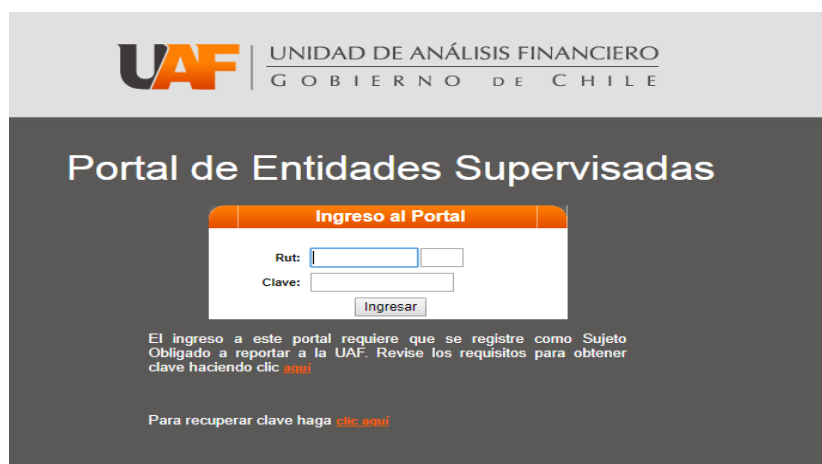 UAF UNIDAD DE ANÁLISIS FINANCIERO
GOBIERNO DE CHILE
Portal de Entidades Supervisadas
Ingreso al Portal
Rut:
Clave:
Ingresar
El ingreso a este portal requiere que se registre como Sujeto
Obligado a reportar a la UAF. Revise los requisitos para obtener
clave haciendo clic aquí
Para recuperar clave haga clic aquí